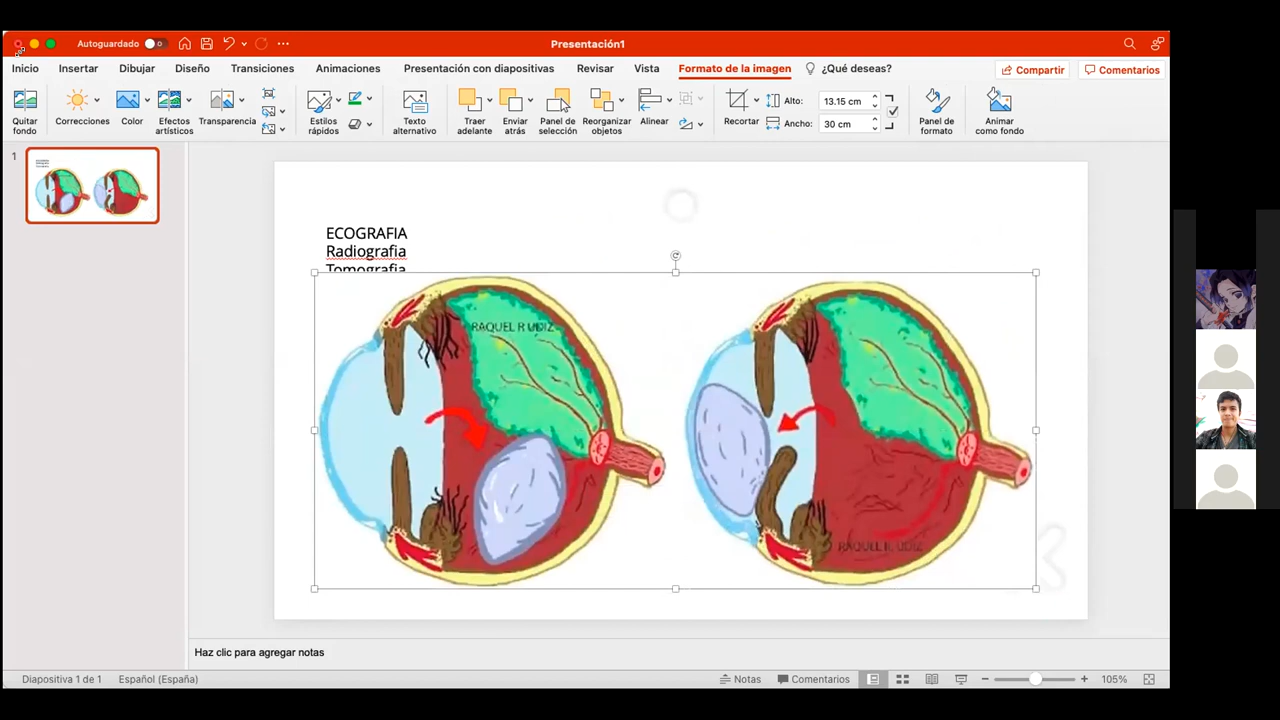 Autoguardado
Presentación1
Inicio
Insertar
Dibujar
Diseño
Transiciones
Animaciones
Presentación con diapositivas
Revisar
Vista
Formato de la imagen
¿Qué deseas?
Compartir
Comentarios
Quitar
fondo
Correcciones
Color
Efectos
artísticos
Transparencia
Estilos
rápidos
Texto
alternativo
Traer
adelante
Enviar
atrás
Panel de
selección
Reorganizar
objetos
Alinear
Recortar
Alto: 13.15 cm
Ancho: 30 cm
Panel de
formato
Animar
como fondo
1
ECOGRAFIA
Radiografia
Tomografia
RAQUEL R UDIZ
RAQUEL R. UDIZ
Haz clic para agregar notas
Diapositiva 1 de 1
Español (España)
Notas
Comentarios
105%